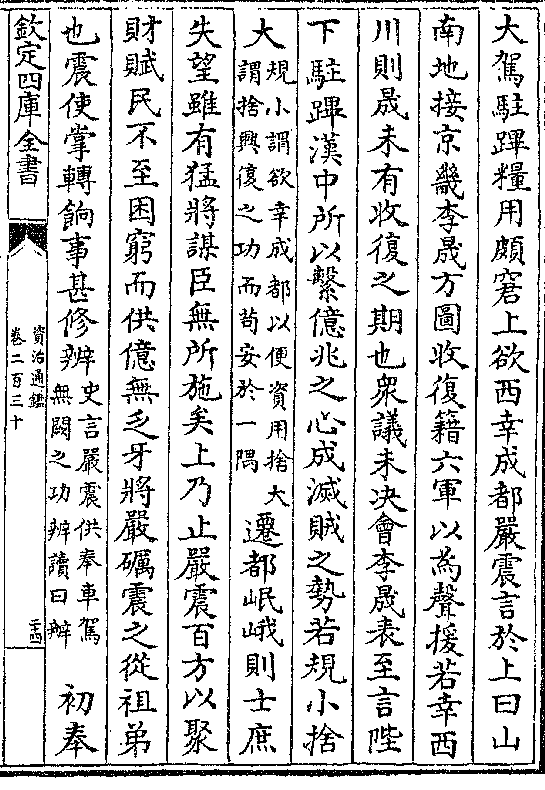 大駕駐蹕糧用頗窘上欲西幸成都嚴震言於上曰山
南地接京畿李晟方圖收復籍六軍以為聲援若幸西
川則晟未有收復之期也衆議未决會李晟表至言陛
下駐蹕漢中所以繫億兆之心成滅賊之勢若規小捨
大規小謂欲幸成都以便資用捨大
謂捨興復之功而苟安於一隅遷都岷峨則士庶
失望雖有猛將謀臣無所施矣上乃止嚴震百方以聚
財賦民不至困窮而供億無乏牙將嚴礪震之從祖弟
也震使掌轉餉事甚修辦史言嚴震供奉車駕
無闕之功辦讀曰辦初奉
欽定四庫全書
資治通鑑
卷二百三十
二十四